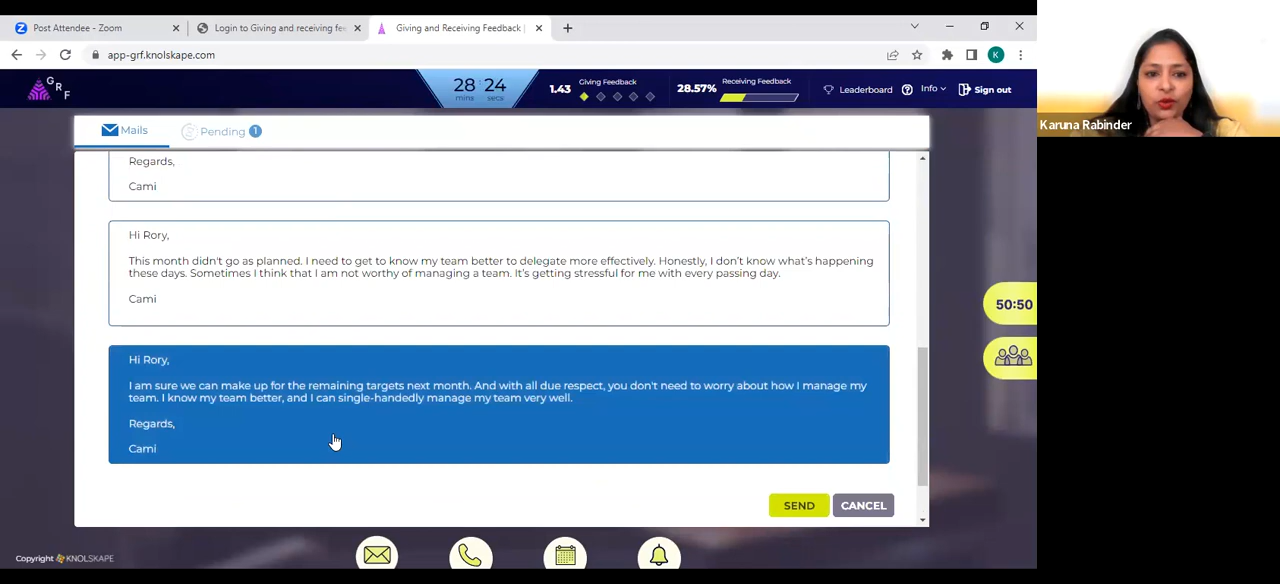 Post Attendee - Zoom
Login to Giving and receiving fee
Giving and Receiving Feedback |
app-grf.knolskape.com
K
G
R
F
28 : 24
mins secs
1.43
Giving Feedback
28.57%
Receiving Feedback
Leaderboard
Info
Sign out
Karuna Rabinder
Mails
Pending 1
Regards,
Cami
Hi Rory,
This month didn't go as planned. I need to get to know my team better to delegate more effectively. Honestly, I don't know what's happening
these days. Sometimes I think that I am not worthy of managing a team. It's getting stressful for me with every passing day.
Cami
50:50
Hi Rory,
I am sure we can make up for the remaining targets next month. And with all due respect, you don't need to worry about how I manage my
team. I know my team better, and I can single-handedly manage my team very well.
Regards,
Cami
SEND
CANCEL
Copyright KNOLSKAPE